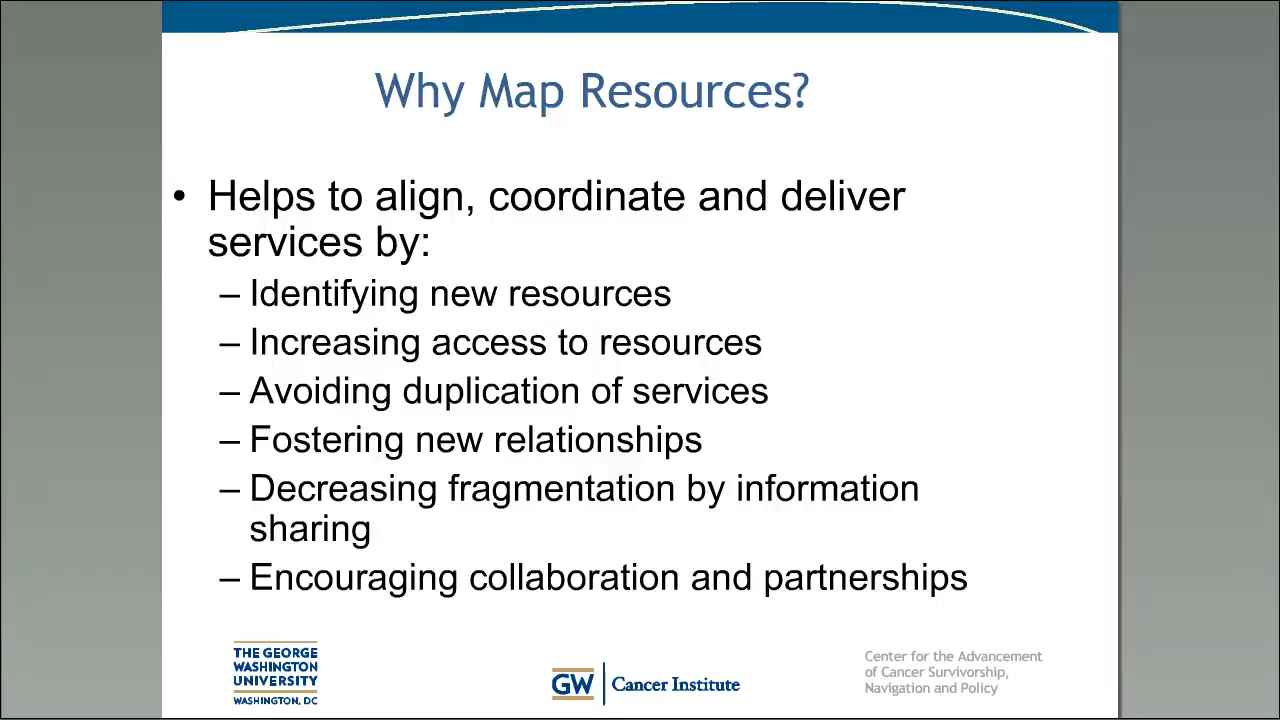 Why Map Resources?
• Helps to align, coordinate and deliver
services by:
– Identifying new resources
– Increasing access to resources
– Avoiding duplication of services
– Fostering new relationships
– Decreasing fragmentation by information
sharing
– Encouraging collaboration and partnerships
THE GEORGE
WASHINGTON
UNIVERSITY
WASHINGTON, DC
GW Cancer Institute
Center for the Advancement
of Cancer Survivorship,
Navigation and Policy